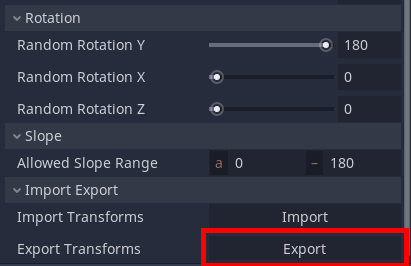 Rotation
Random Rotation Y 180
Random Rotation X 0
Random Rotation Z 0
Slope
Allowed Slope Range a 0 – 180
Import Export
Import Transforms Import
Export Transforms Export